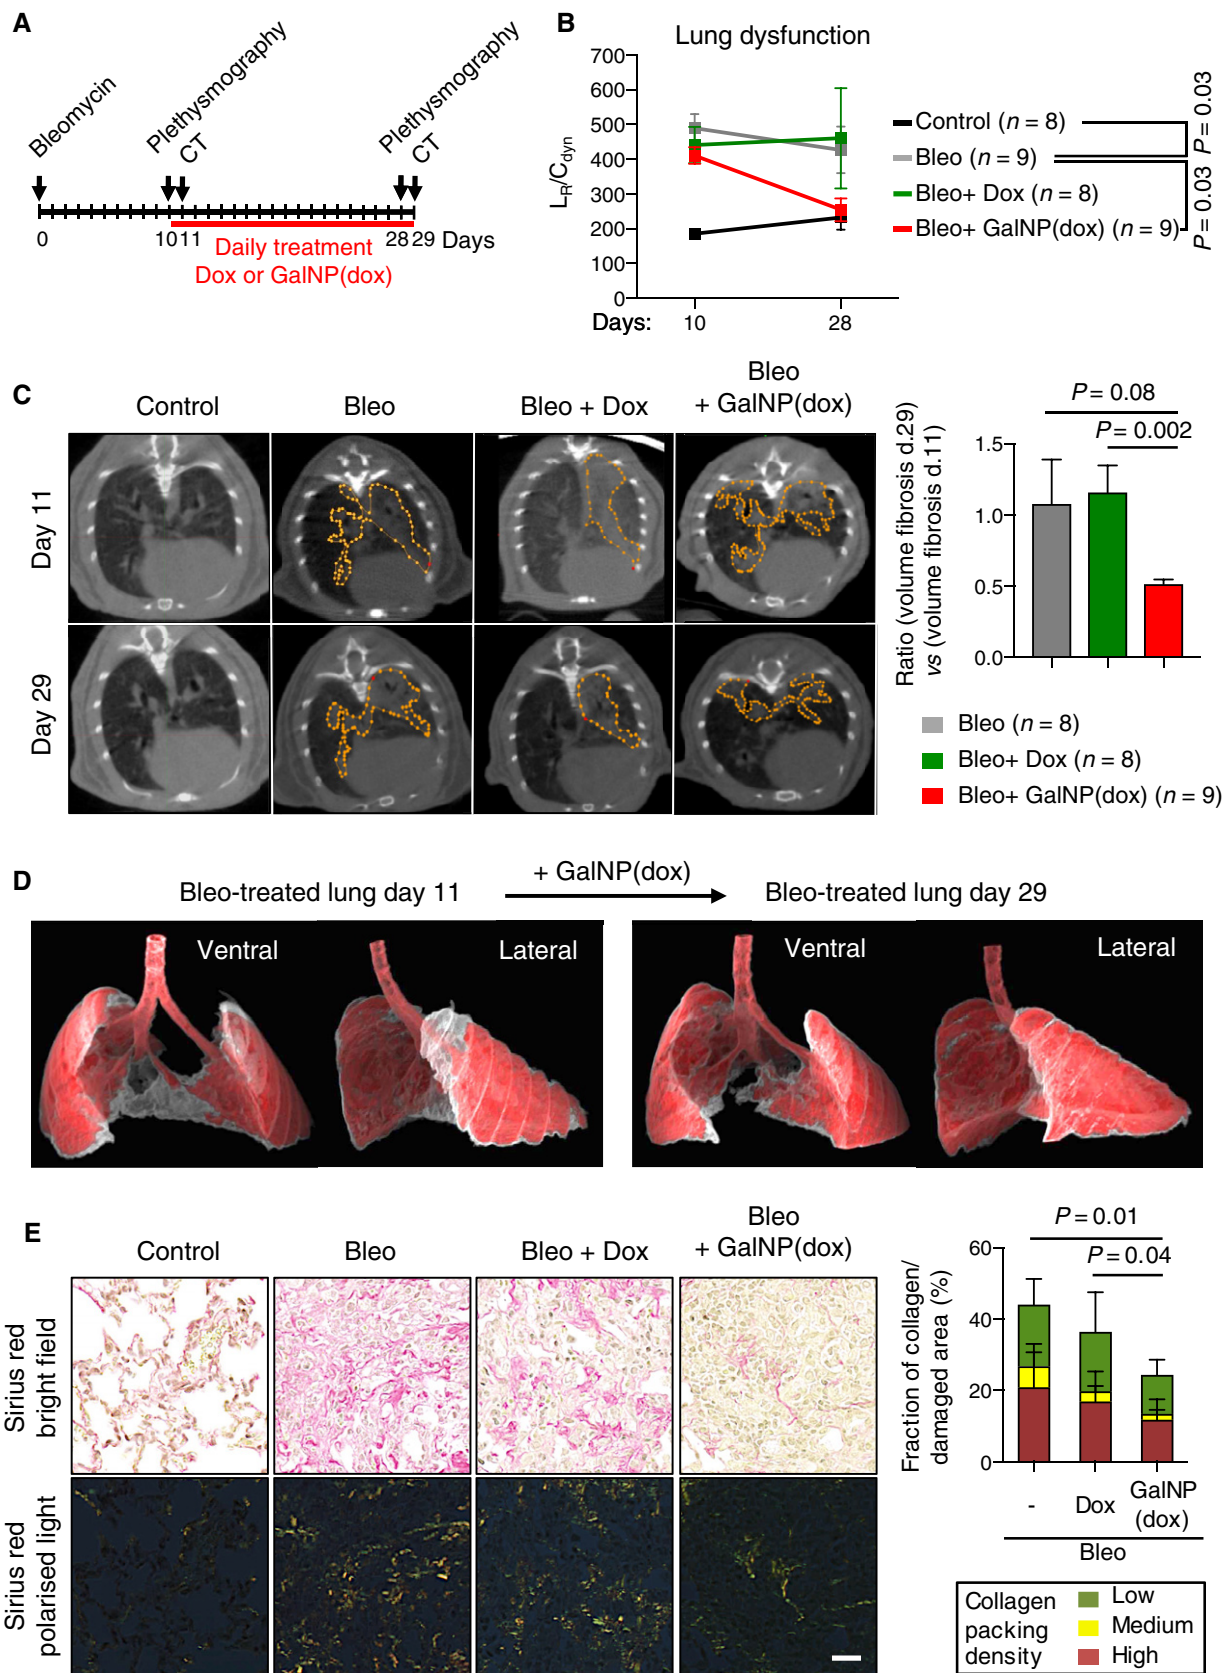 A
Bleomycin
Plethysmography
CT
Plethysmography
CT
0
10
11
28
29
Days
Daily treatment
Dox or GalNP(dox)
B
Lung dysfunction
700
600
500
400
300
200
100
0
L_R/C_dyn
Days:
10
28
Control (n = 8)
Bleo (n = 9)
Bleo+ Dox (n = 8)
Bleo+ GalNP(dox) (n = 9)
P = 0.03
P = 0.03
C
Control
Bleo
Bleo + Dox
Bleo
+ GalNP(dox)
Day 11
Day 29
Ratio (volume fibrosis d.29)
vs (volume fibrosis d.11)
P = 0.08
P = 0.002
1.5
1.0
0.5
0.0
Bleo (n = 8)
Bleo+ Dox (n = 8)
Bleo+ GalNP(dox) (n = 9)
D
Bleo-treated lung day 11
+ GalNP(dox)
Bleo-treated lung day 29
Ventral
Lateral
Ventral
Lateral
E
Control
Bleo
Bleo + Dox
Bleo
+ GalNP(dox)
Sirius red
bright field
Sirius red
polarised light
Fraction of collagen/
damaged area (%)
P = 0.01
P = 0.04
60
40
20
0
-
Dox
GalNP
(dox)
Bleo
Collagen
packing
density
Low
Medium
High